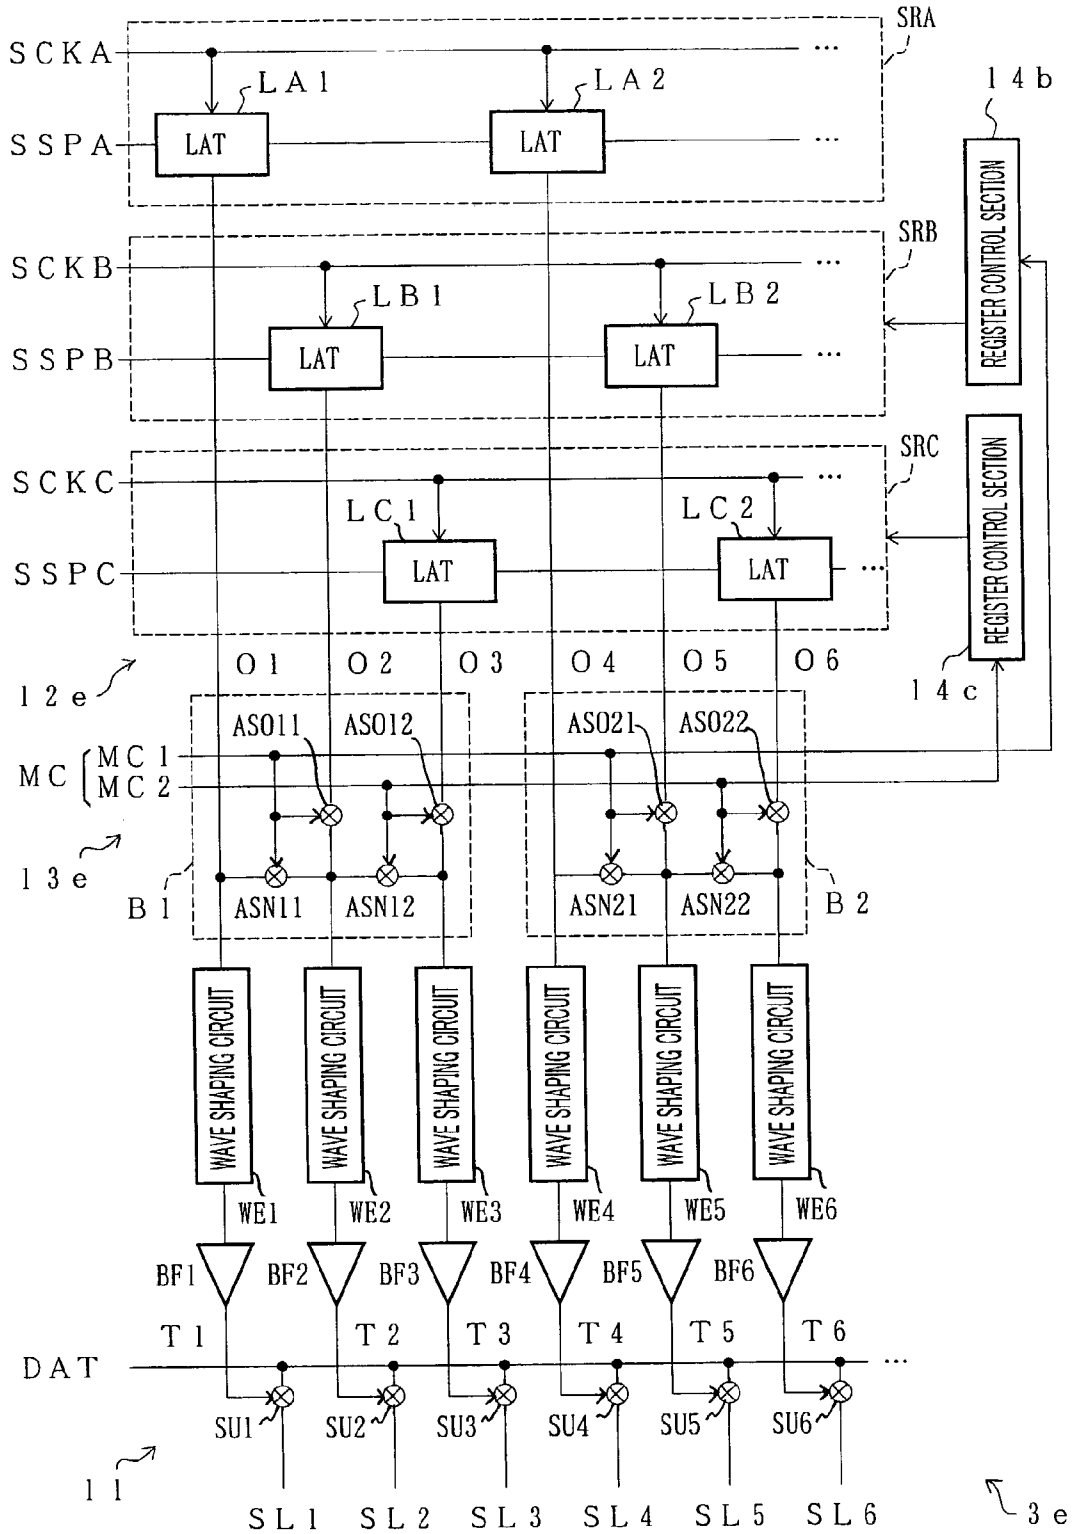 SRA
SCKA
...
LA1
LA2
14b
SSPA
LAT
LAT
...
REGISTER CONTROL SECTION
SRB
SCKB
...
LB1
LB2
SSPB
LAT
LAT
...
SRC
SCKC
...
LC1
LC2
REGISTER CONTROL SECTION
SSPC
LAT
LAT
...
O1
O2
O3
O4
O5
O6
12e
14c
ASO11
ASO12
ASO21
ASO22
MC
MC1
MC2
13e
B1
ASN11
ASN12
ASN21
ASN22
B2
WAVE SHAPING CIRCUIT
WAVE SHAPING CIRCUIT
WAVE SHAPING CIRCUIT
WAVE SHAPING CIRCUIT
WAVE SHAPING CIRCUIT
WAVE SHAPING CIRCUIT
WE1
WE2
WE3
WE4
WE5
WE6
BF1
BF2
BF3
BF4
BF5
BF6
T1
T2
T3
T4
T5
T6
DAT
...
SU1
SU2
SU3
SU4
SU5
SU6
11
SL1
SL2
SL3
SL4
SL5
SL6
3e